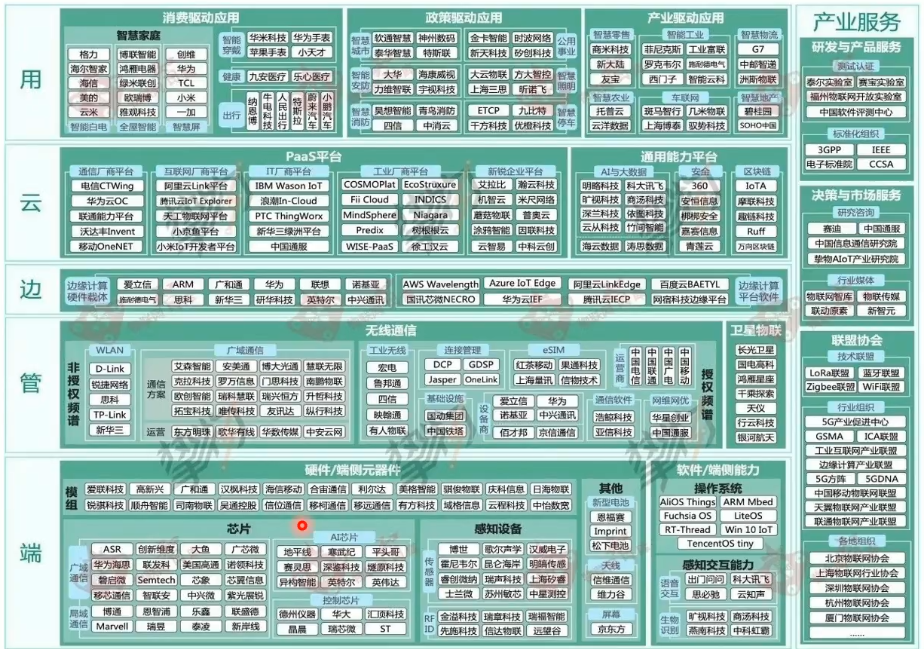 消费驱动应用
智慧家庭
格力 博联智能 创维
海尔智家 鸿雁电器 华为
海信 绿米联创 TCL
美的 欧瑞博 小米
云米 雅观科技 一加
智能白电 全屋智能 智慧屏
智能穿戴
华米科技 华为手表
苹果手表 小天才
健康 九安医疗 乐心医疗
出行
纳恩博 牛电科技 人民出行 特斯拉 蔚来汽车 小鹏汽车
政策驱动应用
智慧城市
软通智慧 神州数码
泰华智慧 特斯联
金卡智能 时波网络
新天科技 矽创科技
公用事业
智能安防
大华 海康威视
力维智联 宇视科技
大云物联 方大智控
上海三思 昕诺飞
智慧照明
智慧消防
昊想智能 青鸟消防
四信 中消云
ETCP 九比特
千方科技 优橙科技
智慧停车
产业驱动应用
智慧零售
商米科技
新大陆
友宝
智能工业
菲尼克斯 工业富联
罗克韦尔 施耐德电气
西门子 智能云科
智慧物流
G7
中邮智递
洲斯物联
智慧农业
托普云
云洋数据
车联网
斑马智行 几米物联
上海博泰 驭势科技
智慧地产
碧桂园
SOHO中国
用
云
PaaS平台
通信厂商平台
电信CTWing
华为云OC
联通能力平台
沃达丰Invent
移动OneNET
互联网厂商平台
阿里云Link平台
腾讯云IoT Explorer
天工物联网平台
小京鱼平台
小米IoT开发者平台
IT厂商平台
IBM Wason IoT
浪潮In-Cloud
PTC ThingWorx
新华三绿洲平台
中国通服
工业厂商平台
COSMOPlat EcoStruxure
Fii Cloud INDICS
MindSphere Niagara
Predix 树根根云
WISE-PaaS 徐工汉云
新锐企业平台
艾拉比 瀚云科技
机智云 米尺网络
蘑菇物联 普奥云
涂鸦智能 因联科技
云智易 中科云创
通用能力平台
AI与大数据
明略科技 科大讯飞
旷视科技 商汤科技
深兰科技 依图科技
云从科技 竹间智能
海云数据 涛思数据
安全
360
安恒信息
梆梆安全
嘉赛信息
青莲云
区块链
IoTA
摩联科技
趣链科技
Ruff
万向区块链
边
边缘计算硬件载体
爱立信 ARM 广和通 华为 联想 诺基亚
施耐德电气 思科 新华三 研华科技 英特尔 中兴通讯
AWS Wavelength Azure IoT Edge 阿里云LinkEdge 百度云BAETYL
国讯芯微NECRO 华为云IEF 腾讯云IECP 网宿科技边缘平台
边缘计算平台软件
管
无线通信
非授权频谱
WLAN
D-Link
锐捷网络
思科
TP-Link
新华三
广域通信
通信方案
艾森智能 安美通 博大光通 慧联无限
克拉科技 罗万信息 门思科技 南鹏物联
欧创智能 瑞科慧联 瑞兴恒方 升哲科技
拓宝科技 唯传科技 友讯达 纵行科技
运营 东方明珠 歌华有线 华数传媒 中安云网
工业无线
宏电
鲁邦通
四信
映翰通
有人物联
连接管理
DCP GDSP
Jasper OneLink
eSIM
红茶移动 果通科技
上海量讯 信物技术
运营商
中国电信 中国广电 中国联通 中国移动
基础设施
国动集团
中国铁塔
设备商
爱立信 华为
诺基亚 中兴通讯
佰才邦 京信通信
通信软件
浩鲸科技
亚信科技
网络网优
华星创业
中国通服
授权频谱
卫星物联
长光卫星
国电高科
鸿雁星座
千乘探索
天仪
行云科技
银河航天
端
硬件/端侧元器件
模组
爱联科技 高新兴 广和通 汉枫科技 海信移动 合宙通信 利尔达 美格智能 骐俊物联 庆科信息 日海物联
锐骐科技 顺舟智能 司南物联 吴通控股 信位通信 移柯通信 移远通信 有方科技 域格信息 云程科技 中怡数宽
芯片
广域通信
ASR 创新维度 大鱼 广芯微
华为海思 联发科 美国高通 诺领科技
磐启微 Semtech 芯象 芯翼信息
移芯通信 智联安 中兴微 紫光展锐
局域通信
博通 恩智浦 乐鑫 联盛德
Marvell 瑞昱 泰凌 新岸线
AI芯片
地平线 寒武纪 平头哥
赛灵思 深鉴科技 燧原科技
异构智能 英特尔 英伟达
控制芯片
德州仪器 华大 汇顶科技
晶晨 瑞芯微 ST
感知设备
传感器
博世 歌尔声学 汉威电子
霍尼韦尔 昆仑海岸 明皜传感
睿创微纳 瑞声科技 上海矽睿
士兰微 苏州敏芯 中星测控
RFID
金溢科技 瑞章科技 瑞福智能
先施科技 信达物联 远望谷
其他
新型电池
恩福赛
Imprint
松下电池
天线
信维通信
维力谷
屏幕
京东方
软件/端侧能力
操作系统
AliOS Things ARM Mbed
Fuchsia OS LiteOS
RT-Thread Win 10 IoT
TencentOS tiny
感知交互能力
语音交互
出门问问 科大讯飞
思必驰 云知声
生物识别
旷视科技 商汤科技
燕南科技 中科虹霸
产业服务
研发与产品服务
测试认证
泰尔实验室 赛宝实验室
福州物联网开放实验室
中国软件评测中心
标准化组织
3GPP IEEE
电子标准院 CCSA
决策与市场服务
研究咨询
赛迪 中国通服
中国信息通信研究院
挚物AIoT产业研究院
行业媒体
物联网智库 物联传媒
联动原素 新智元
联盟协会
技术联盟
LoRa联盟 蓝牙联盟
Zigbee联盟 WiFi联盟
行业组织
5G产业促进中心
GSMA ICA联盟
工业互联网产业联盟
边缘计算产业联盟
5G方阵 5GDNA
中国移动物联网联盟
天翼物联网产业联盟
联通物联网产业联盟
各地组织
北京物联网协会
上海物联网行业协会
深圳物联网协会
杭州物联网协会
厦门物联网协会
......